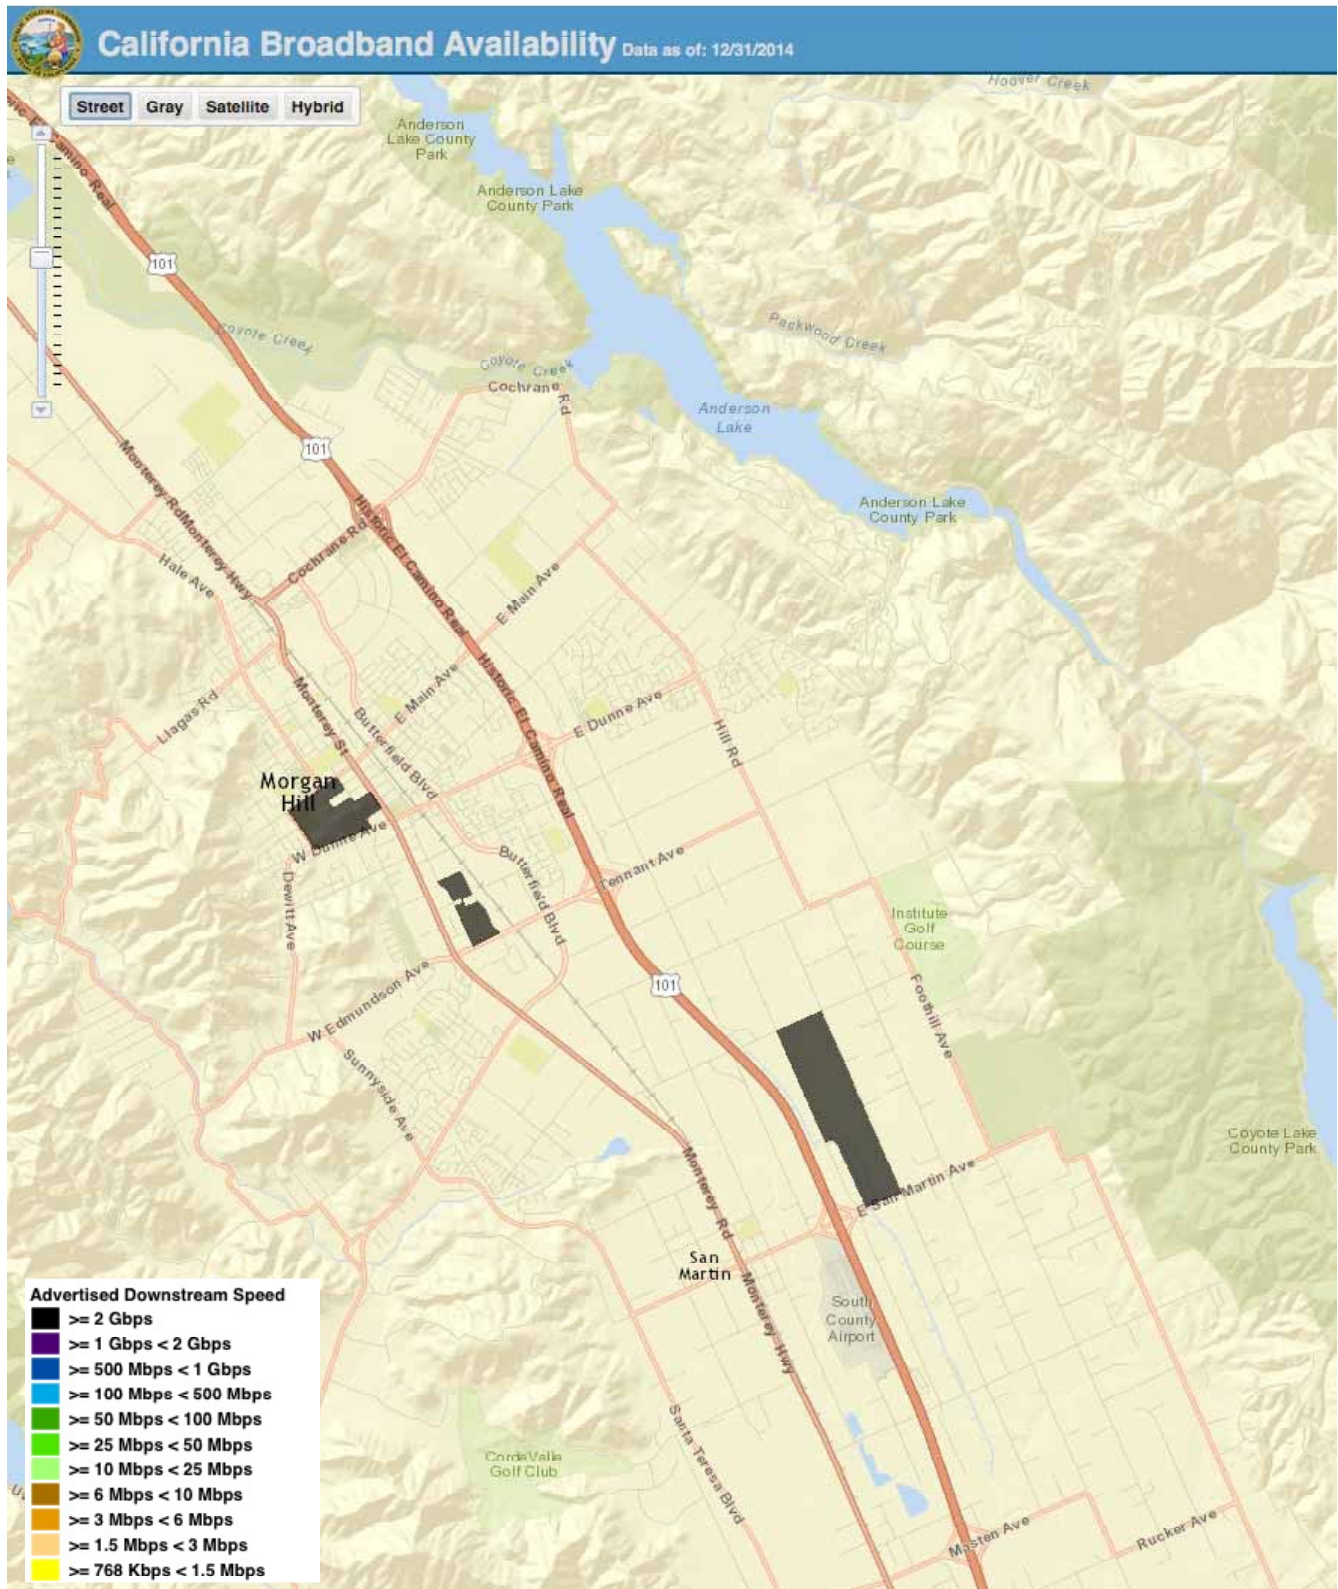 California Broadband Availability Data as of: 12/31/2014
Street Gray Satellite Hybrid
Hoover Creek
Anderson
Lake County
Park
Anderson Lake
County Park
Camino Real
101
Coyote Creek
Packwood Creek
Coyote Creek
Cochrane
Rd
Anderson
Lake
101
Monterey Rd
Monterey Hwy
Historic El Camino Real
Anderson Lake
County Park
Cochrane Rd
Hale Ave
E Main Ave
Historic El Camino Real
E Main Ave
Monterey St
Llagas Rd
Butterfield Blvd
E Dunne Ave
Hill Rd
Morgan
Hill
W Dunne Ave
Butterfield Blvd
Tennant Ave
Dewitt Ave
Institute
Golf
Course
W Edmundson Ave
101
Foothill Ave
Sunnyside Ave
Coyote Lake
County Park
Monterey Rd
E San Martin Ave
San
Martin
Monterey Hwy
South
County
Airport
Santa Teresa Blvd
CordeValle
Golf Club
Masten Ave
Rucker Ave
Advertised Downstream Speed
>= 2 Gbps
>= 1 Gbps < 2 Gbps
>= 500 Mbps < 1 Gbps
>= 100 Mbps < 500 Mbps
>= 50 Mbps < 100 Mbps
>= 25 Mbps < 50 Mbps
>= 10 Mbps < 25 Mbps
>= 6 Mbps < 10 Mbps
>= 3 Mbps < 6 Mbps
>= 1.5 Mbps < 3 Mbps
>= 768 Kbps < 1.5 Mbps